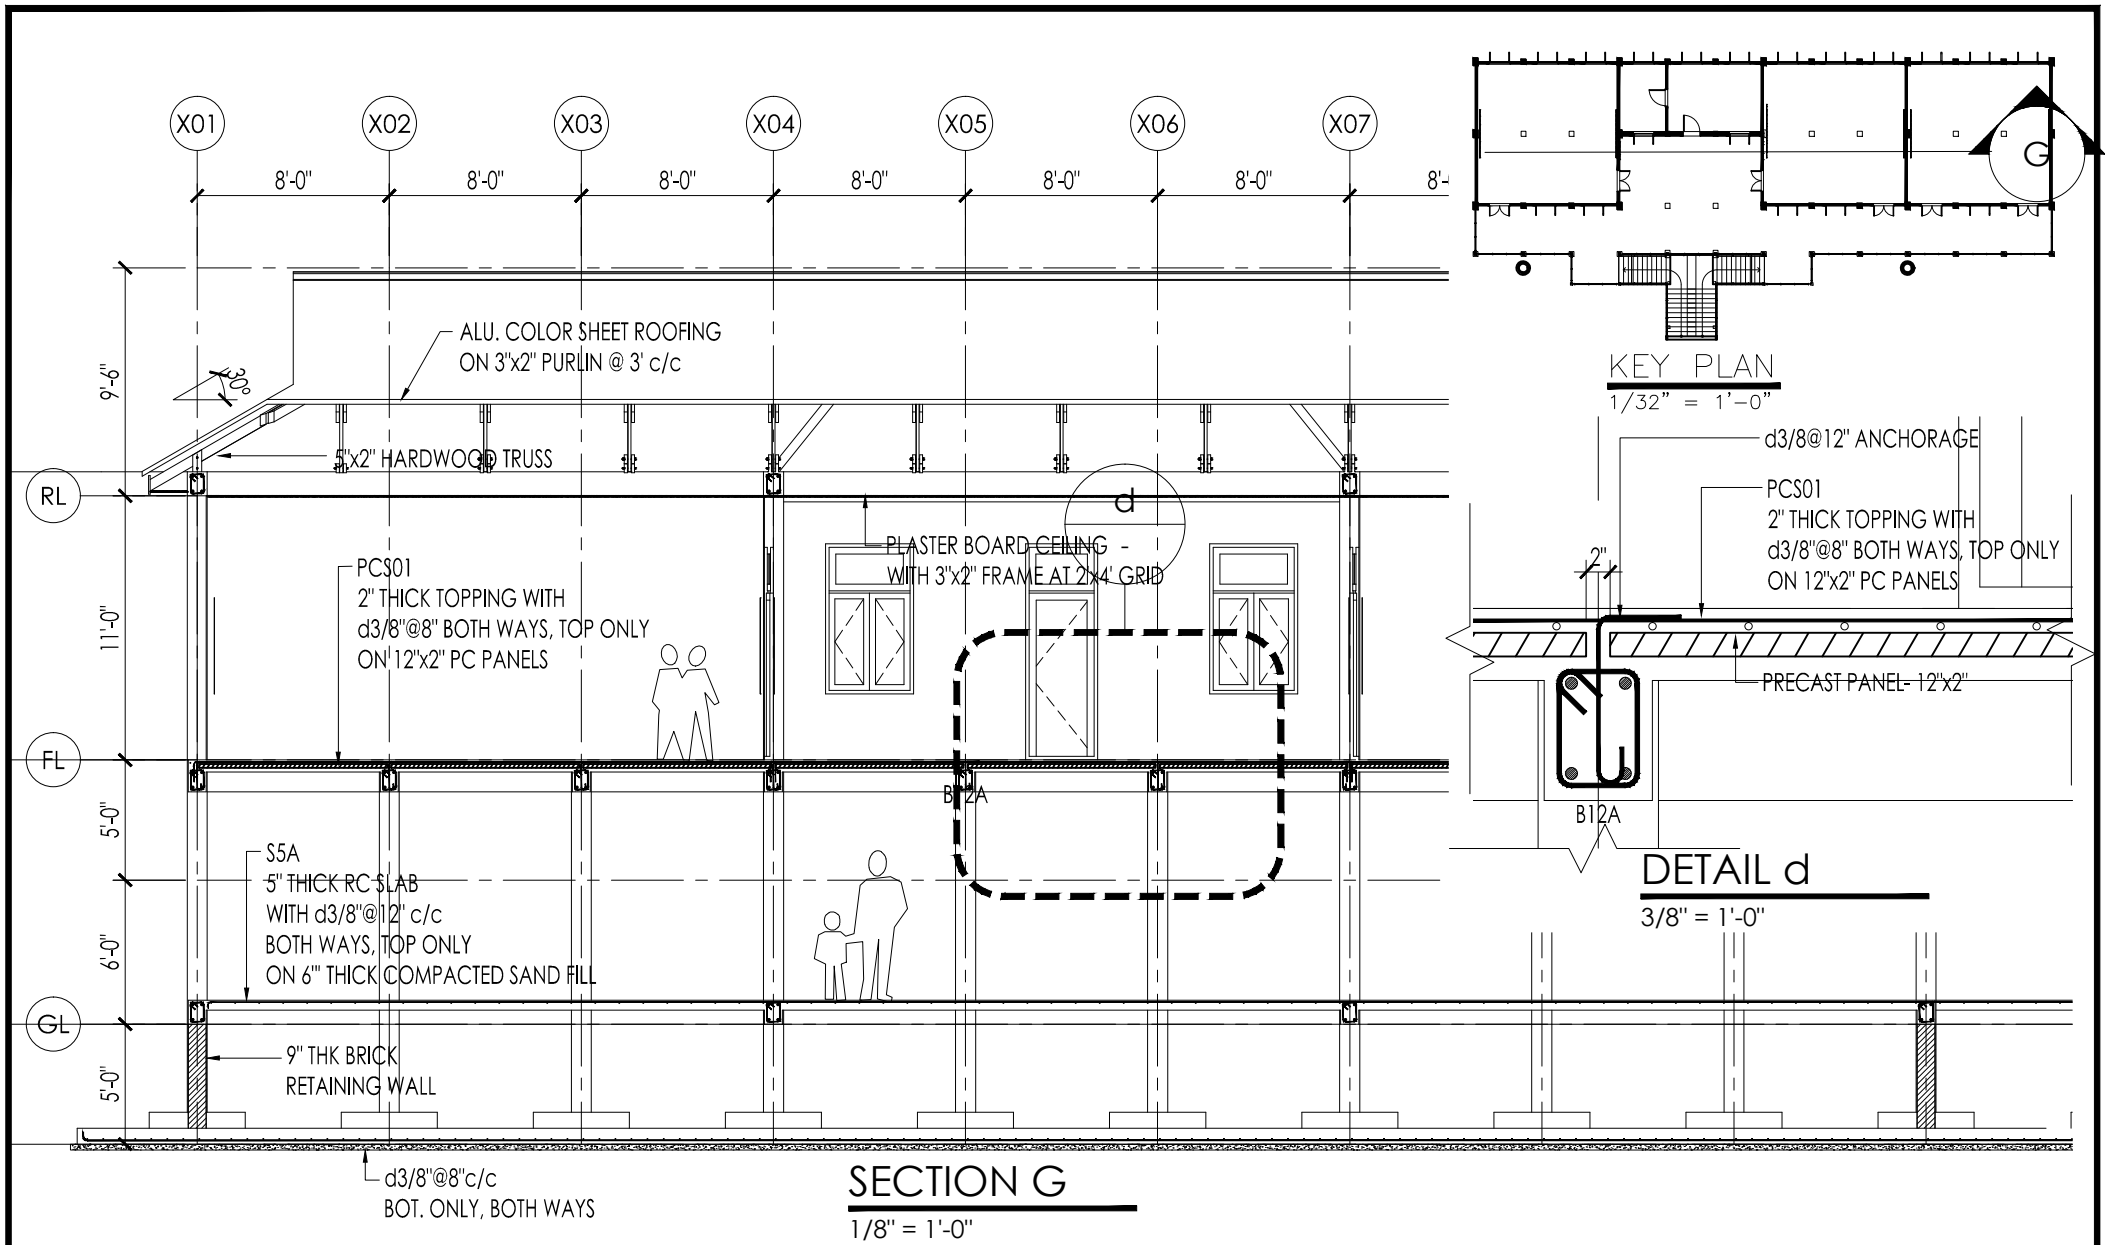 X01 X02 X03 X04 X05 X06 X07
8'-0" 8'-0" 8'-0" 8'-0" 8'-0" 8'-0" 8'-
G
KEY PLAN
1/32" = 1'-0"
9'-6"
30°
ALU. COLOR SHEET ROOFING
ON 3"x2" PURLIN @ 3' c/c
5"x2" HARDWOOD TRUSS
RL
d
PLASTER BOARD CEILING -
WITH 3"x2" FRAME AT 2'x4' GRID
11'-0"
PCS01
2" THICK TOPPING WITH
d3/8"@8" BOTH WAYS, TOP ONLY
ON 12"x2" PC PANELS
FL
B12A
5'-0"
S5A
5" THICK RC SLAB
WITH d3/8"@12" c/c
BOTH WAYS, TOP ONLY
ON 6'" THICK COMPACTED SAND FILL
6'-0"
GL
5'-0"
9" THK BRICK
RETAINING WALL
d3/8"@8"c/c
BOT. ONLY, BOTH WAYS
SECTION G
1/8" = 1'-0"
d3/8@12" ANCHORAGE
PCS01
2" THICK TOPPING WITH
d3/8"@8" BOTH WAYS, TOP ONLY
ON 12"x2" PC PANELS
2"
PRECAST PANEL- 12"x2"
B12A
DETAIL d
3/8" = 1'-0"